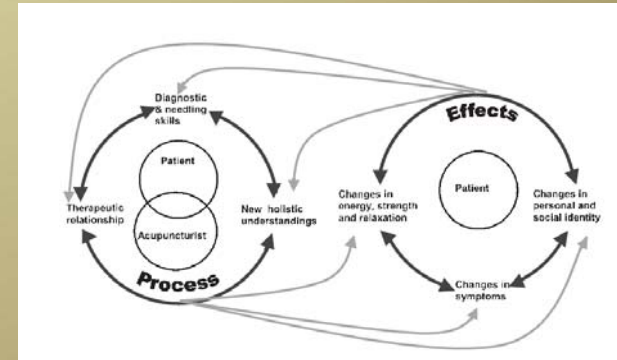 Diagnostic
& needling
skills
Patient
Therapeutic
relationship
New holistic
understandings
Acupuncturist
Process
Effects
Patient
Changes in
energy, strength
and relaxation
Changes in
personal and
social identity
Changes in
symptoms